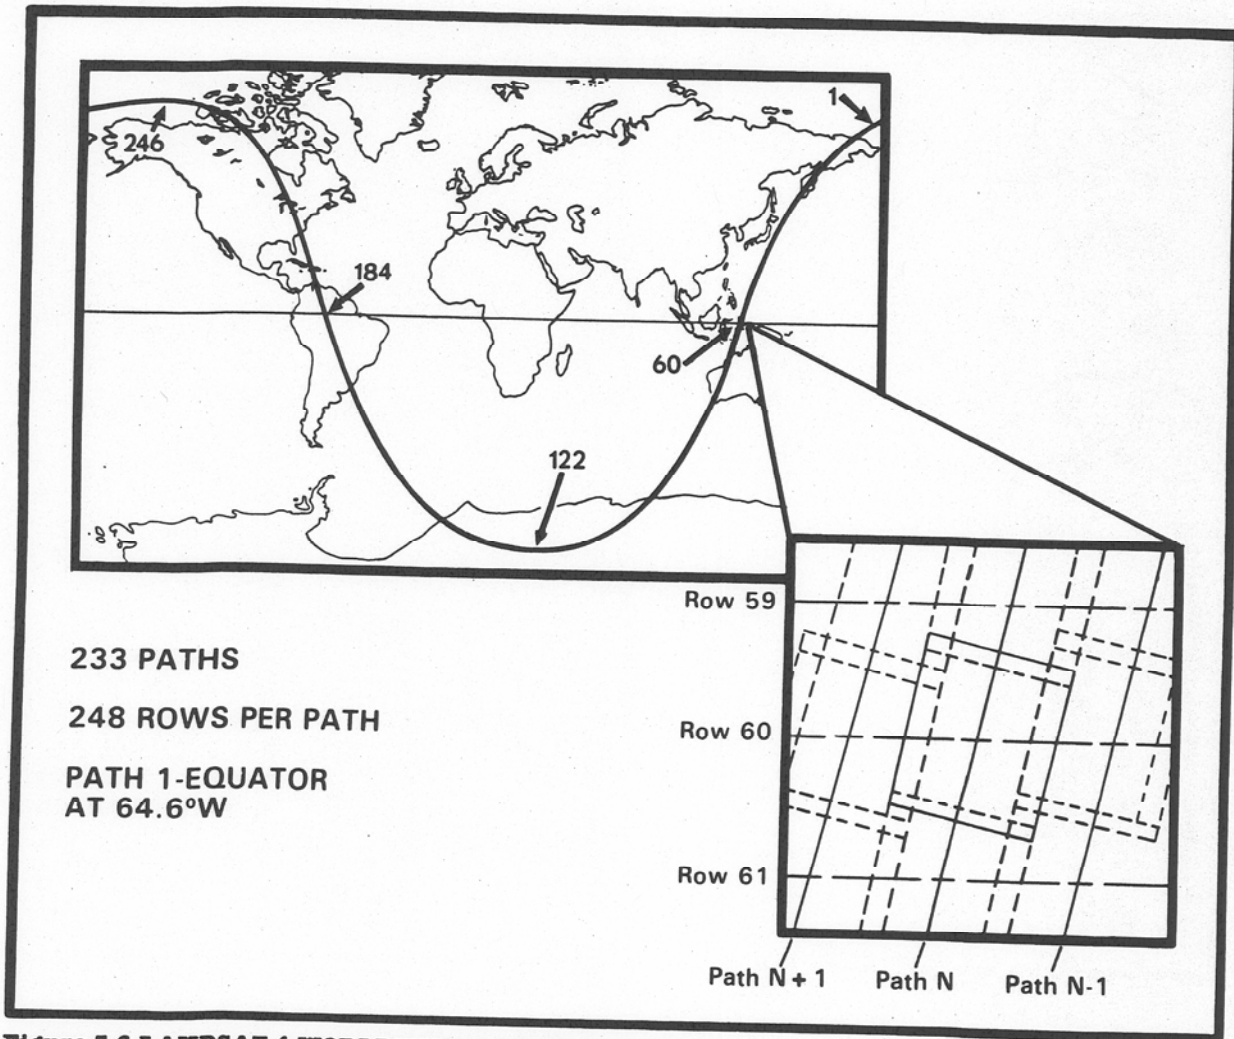 1
246
184
60
122
233 PATHS
248 ROWS PER PATH
PATH 1-EQUATOR
AT 64.6°W
Row 59
Row 60
Row 61
Path N + 1 Path N Path N-1